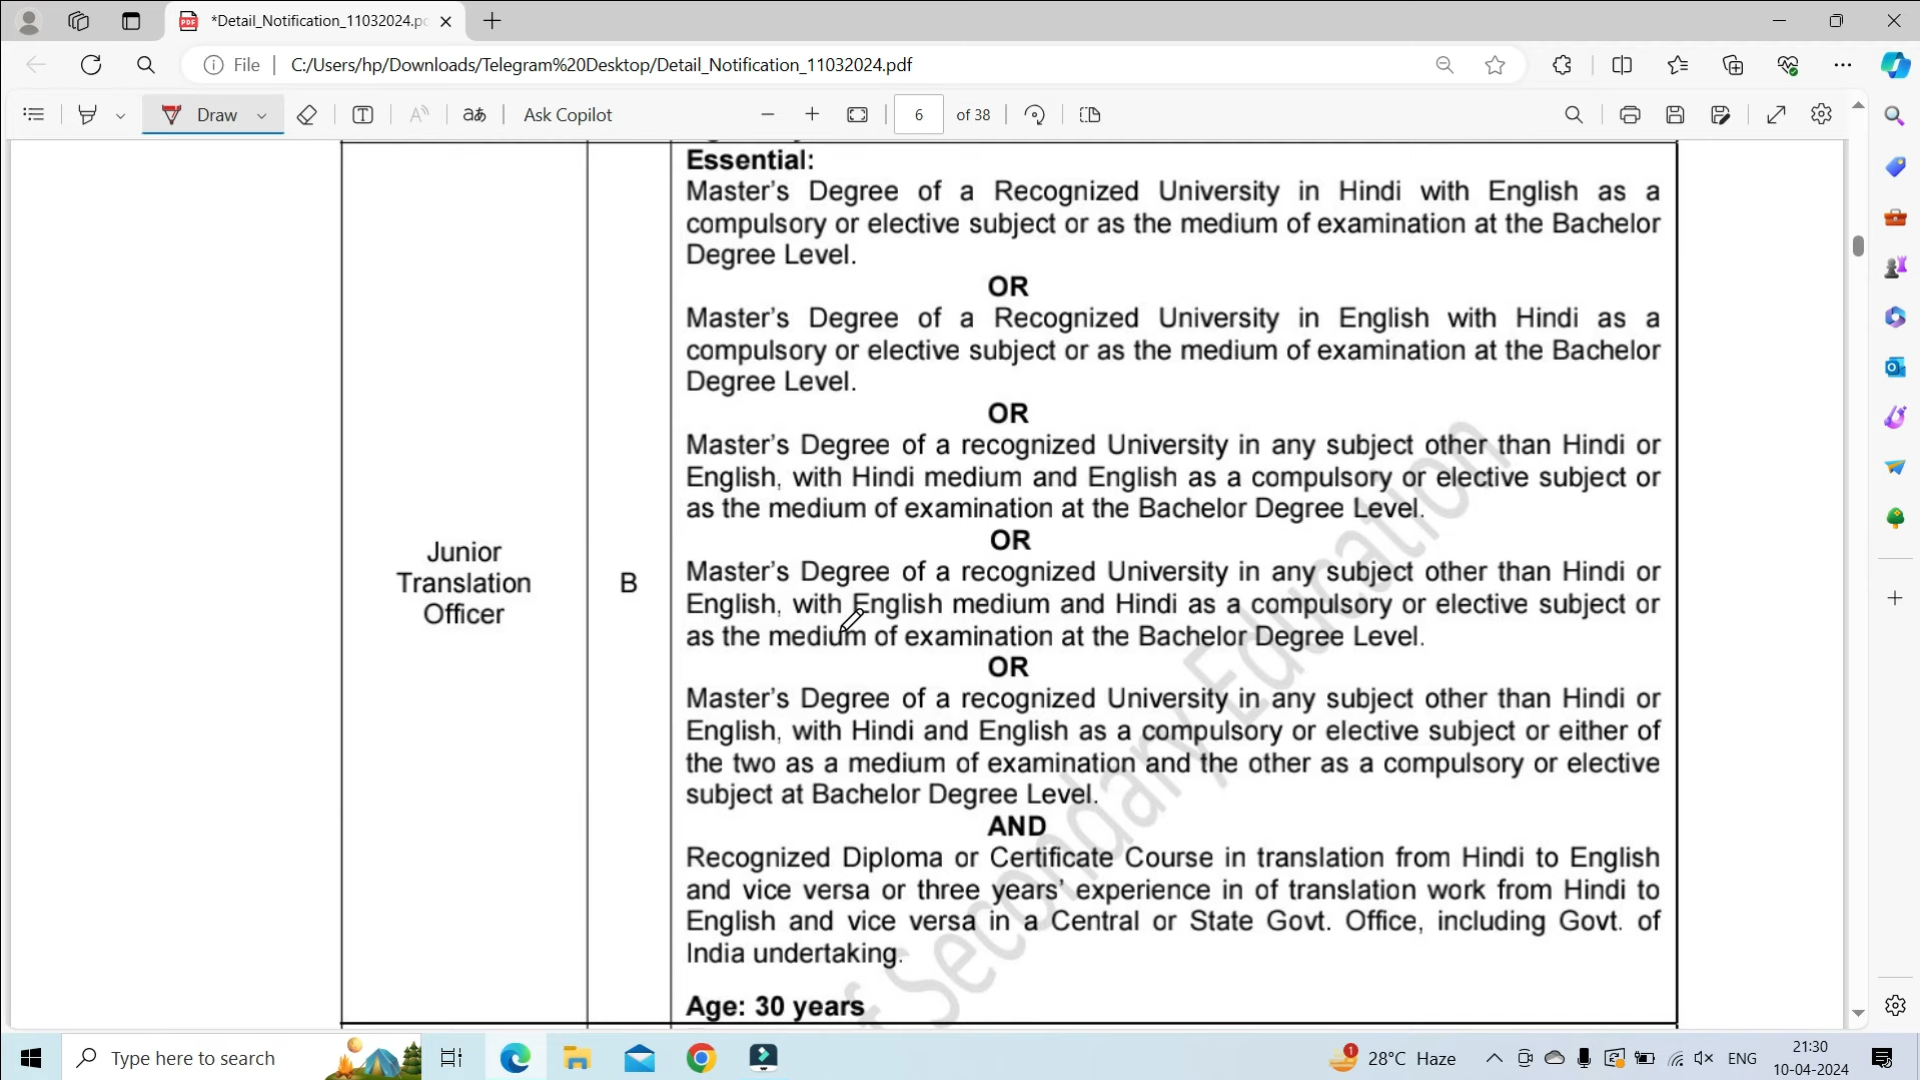 *Detail_Notification_11032024.p
File
C:/Users/hp/Downloads/Telegram%20Desktop/Detail_Notification_11032024.pdf
Draw
Ask Copilot
6 of 38
Essential:
Master's Degree of a Recognized University in Hindi with English as a
compulsory or elective subject or as the medium of examination at the Bachelor
Degree Level.
OR
Master's Degree of a Recognized University in English with Hindi as a
compulsory or elective subject or as the medium of examination at the Bachelor
Degree Level.
OR
Master's Degree of a recognized University in any subject other than Hindi or
English, with Hindi medium and English as a compulsory or elective subject or
as the medium of examination at the Bachelor Degree Level.
OR
Junior
Translation
Officer
B
Master's Degree of a recognized University in any subject other than Hindi or
English, with English medium and Hindi as a compulsory or elective subject or
as the medium of examination at the Bachelor Degree Level.
OR
Master's Degree of a recognized University in any subject other than Hindi or
English, with Hindi and English as a compulsory or elective subject or either of
the two as a medium of examination and the other as a compulsory or elective
subject at Bachelor Degree Level.
AND
Recognized Diploma or Certificate Course in translation from Hindi to English
and vice versa or three years' experience in of translation work from Hindi to
English and vice versa in a Central or State Govt. Office, including Govt. of
India undertaking.
Age: 30 years
f Secondary Education
Type here to search
1
28°C Haze
ENG
21:30
10-04-2024